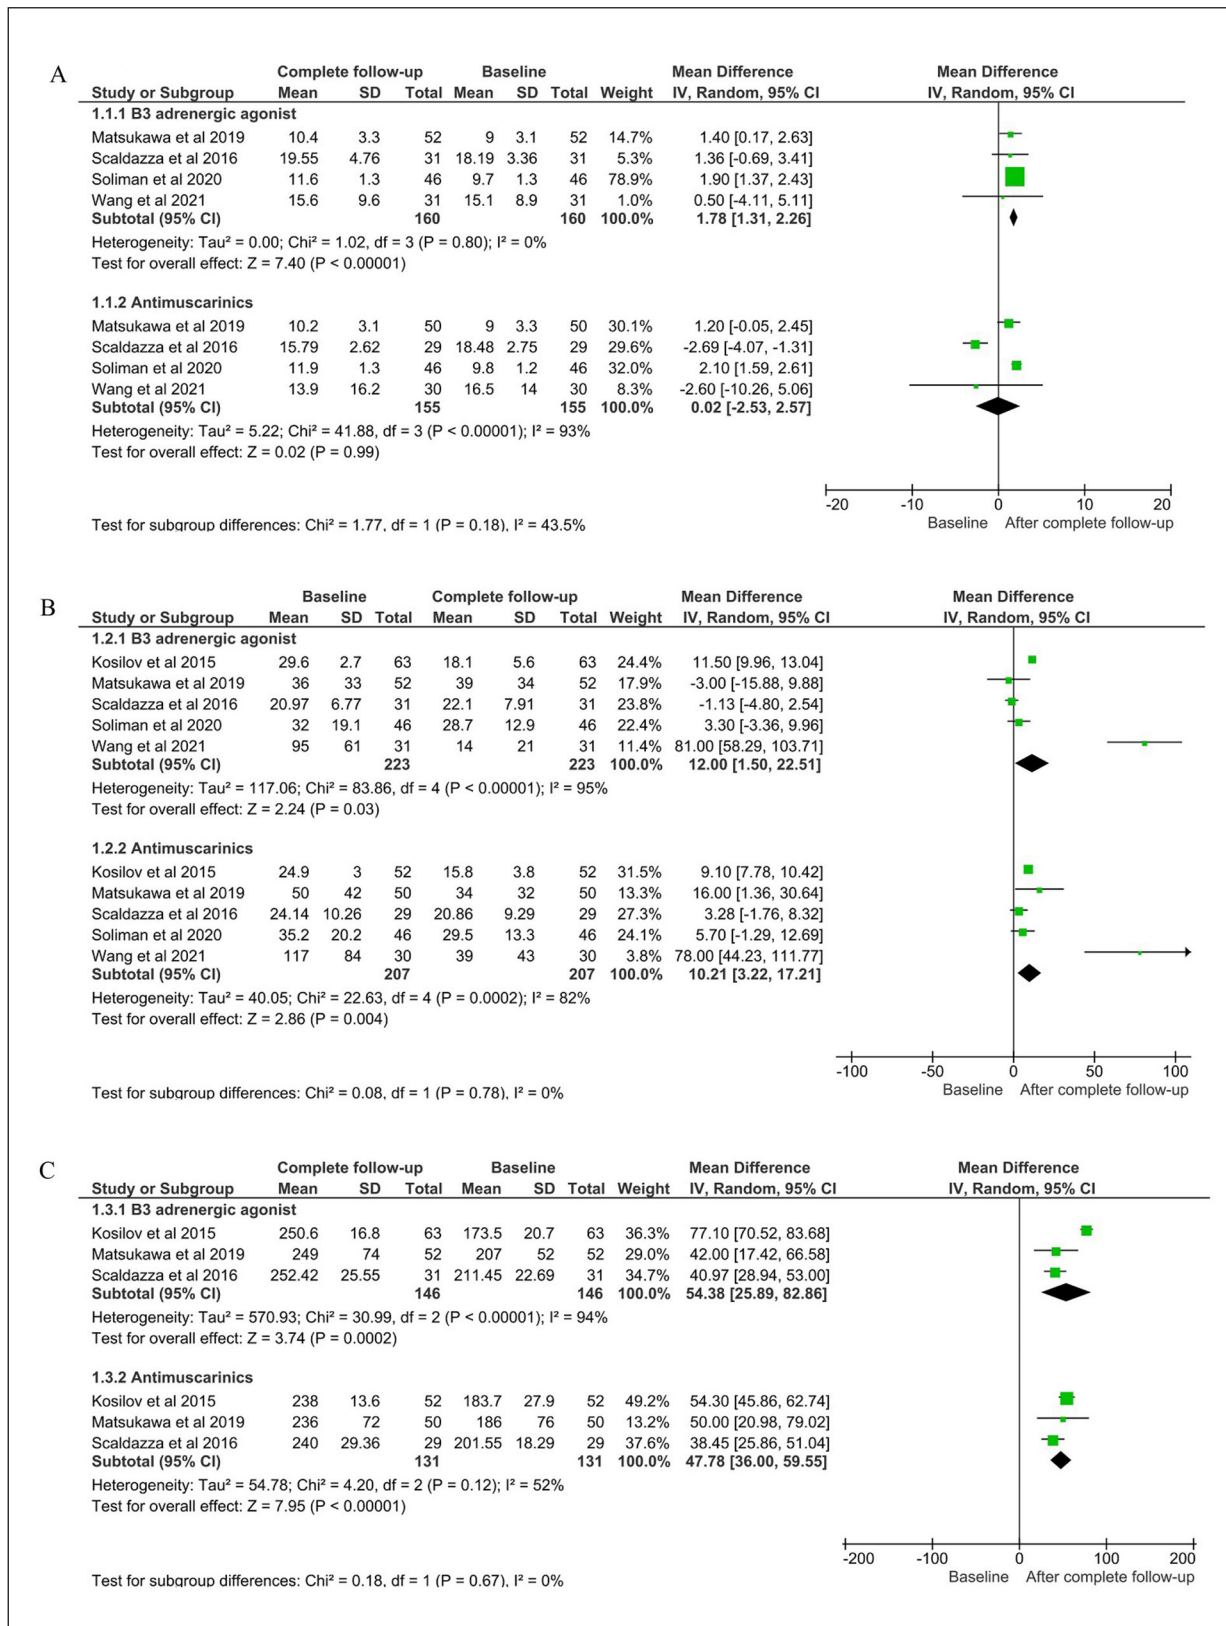 A
Complete follow-up Baseline Mean Difference Mean Difference
Study or Subgroup Mean SD Total Mean SD Total Weight IV, Random, 95% CI IV, Random, 95% CI
1.1.1 B3 adrenergic agonist
Matsukawa et al 2019 10.4 3.3 52 9 3.1 52 14.7% 1.40 [0.17, 2.63]
Scaldazza et al 2016 19.55 4.76 31 18.19 3.36 31 5.3% 1.36 [-0.69, 3.41]
Soliman et al 2020 11.6 1.3 46 9.7 1.3 46 78.9% 1.90 [1.37, 2.43]
Wang et al 2021 15.6 9.6 31 15.1 8.9 31 1.0% 0.50 [-4.11, 5.11]
Subtotal (95% CI) 160 160 100.0% 1.78 [1.31, 2.26]
Heterogeneity: Tau² = 0.00; Chi² = 1.02, df = 3 (P = 0.80); I² = 0%
Test for overall effect: Z = 7.40 (P < 0.00001)
1.1.2 Antimuscarinics
Matsukawa et al 2019 10.2 3.1 50 9 3.3 50 30.1% 1.20 [-0.05, 2.45]
Scaldazza et al 2016 15.79 2.62 29 18.48 2.75 29 29.6% -2.69 [-4.07, -1.31]
Soliman et al 2020 11.9 1.3 46 9.8 1.2 46 32.0% 2.10 [1.59, 2.61]
Wang et al 2021 13.9 16.2 30 16.5 14 30 8.3% -2.60 [-10.26, 5.06]
Subtotal (95% CI) 155 155 100.0% 0.02 [-2.53, 2.57]
Heterogeneity: Tau² = 5.22; Chi² = 41.88, df = 3 (P < 0.00001); I² = 93%
Test for overall effect: Z = 0.02 (P = 0.99)
-20 -10 0 10 20
Test for subgroup differences: Chi² = 1.77, df = 1 (P = 0.18), I² = 43.5% Baseline After complete follow-up
B
Baseline Complete follow-up Mean Difference Mean Difference
Study or Subgroup Mean SD Total Mean SD Total Weight IV, Random, 95% CI IV, Random, 95% CI
1.2.1 B3 adrenergic agonist
Kosilov et al 2015 29.6 2.7 63 18.1 5.6 63 24.4% 11.50 [9.96, 13.04]
Matsukawa et al 2019 36 33 52 39 34 52 17.9% -3.00 [-15.88, 9.88]
Scaldazza et al 2016 20.97 6.77 31 22.1 7.91 31 23.8% -1.13 [-4.80, 2.54]
Soliman et al 2020 32 19.1 46 28.7 12.9 46 22.4% 3.30 [-3.36, 9.96]
Wang et al 2021 95 61 31 14 21 31 11.4% 81.00 [58.29, 103.71]
Subtotal (95% CI) 223 223 100.0% 12.00 [1.50, 22.51]
Heterogeneity: Tau² = 117.06; Chi² = 83.86, df = 4 (P < 0.00001); I² = 95%
Test for overall effect: Z = 2.24 (P = 0.03)
1.2.2 Antimuscarinics
Kosilov et al 2015 24.9 3 52 15.8 3.8 52 31.5% 9.10 [7.78, 10.42]
Matsukawa et al 2019 50 42 50 34 32 50 13.3% 16.00 [1.36, 30.64]
Scaldazza et al 2016 24.14 10.26 29 20.86 9.29 29 27.3% 3.28 [-1.76, 8.32]
Soliman et al 2020 35.2 20.2 46 29.5 13.3 46 24.1% 5.70 [-1.29, 12.69]
Wang et al 2021 117 84 30 39 43 30 3.8% 78.00 [44.23, 111.77]
Subtotal (95% CI) 207 207 100.0% 10.21 [3.22, 17.21]
Heterogeneity: Tau² = 40.05; Chi² = 22.63, df = 4 (P = 0.0002); I² = 82%
Test for overall effect: Z = 2.86 (P = 0.004)
-100 -50 0 50 100
Test for subgroup differences: Chi² = 0.08, df = 1 (P = 0.78), I² = 0% Baseline After complete follow-up
C
Complete follow-up Baseline Mean Difference Mean Difference
Study or Subgroup Mean SD Total Mean SD Total Weight IV, Random, 95% CI IV, Random, 95% CI
1.3.1 B3 adrenergic agonist
Kosilov et al 2015 250.6 16.8 63 173.5 20.7 63 36.3% 77.10 [70.52, 83.68]
Matsukawa et al 2019 249 74 52 207 52 52 29.0% 42.00 [17.42, 66.58]
Scaldazza et al 2016 252.42 25.55 31 211.45 22.69 31 34.7% 40.97 [28.94, 53.00]
Subtotal (95% CI) 146 146 100.0% 54.38 [25.89, 82.86]
Heterogeneity: Tau² = 570.93; Chi² = 30.99, df = 2 (P < 0.00001); I² = 94%
Test for overall effect: Z = 3.74 (P = 0.0002)
1.3.2 Antimuscarinics
Kosilov et al 2015 238 13.6 52 183.7 27.9 52 49.2% 54.30 [45.86, 62.74]
Matsukawa et al 2019 236 72 50 186 76 50 13.2% 50.00 [20.98, 79.02]
Scaldazza et al 2016 240 29.36 29 201.55 18.29 29 37.6% 38.45 [25.86, 51.04]
Subtotal (95% CI) 131 131 100.0% 47.78 [36.00, 59.55]
Heterogeneity: Tau² = 54.78; Chi² = 4.20, df = 2 (P = 0.12); I² = 52%
Test for overall effect: Z = 7.95 (P < 0.00001)
-200 -100 0 100 200
Test for subgroup differences: Chi² = 0.18, df = 1 (P = 0.67), I² = 0% Baseline After complete follow-up